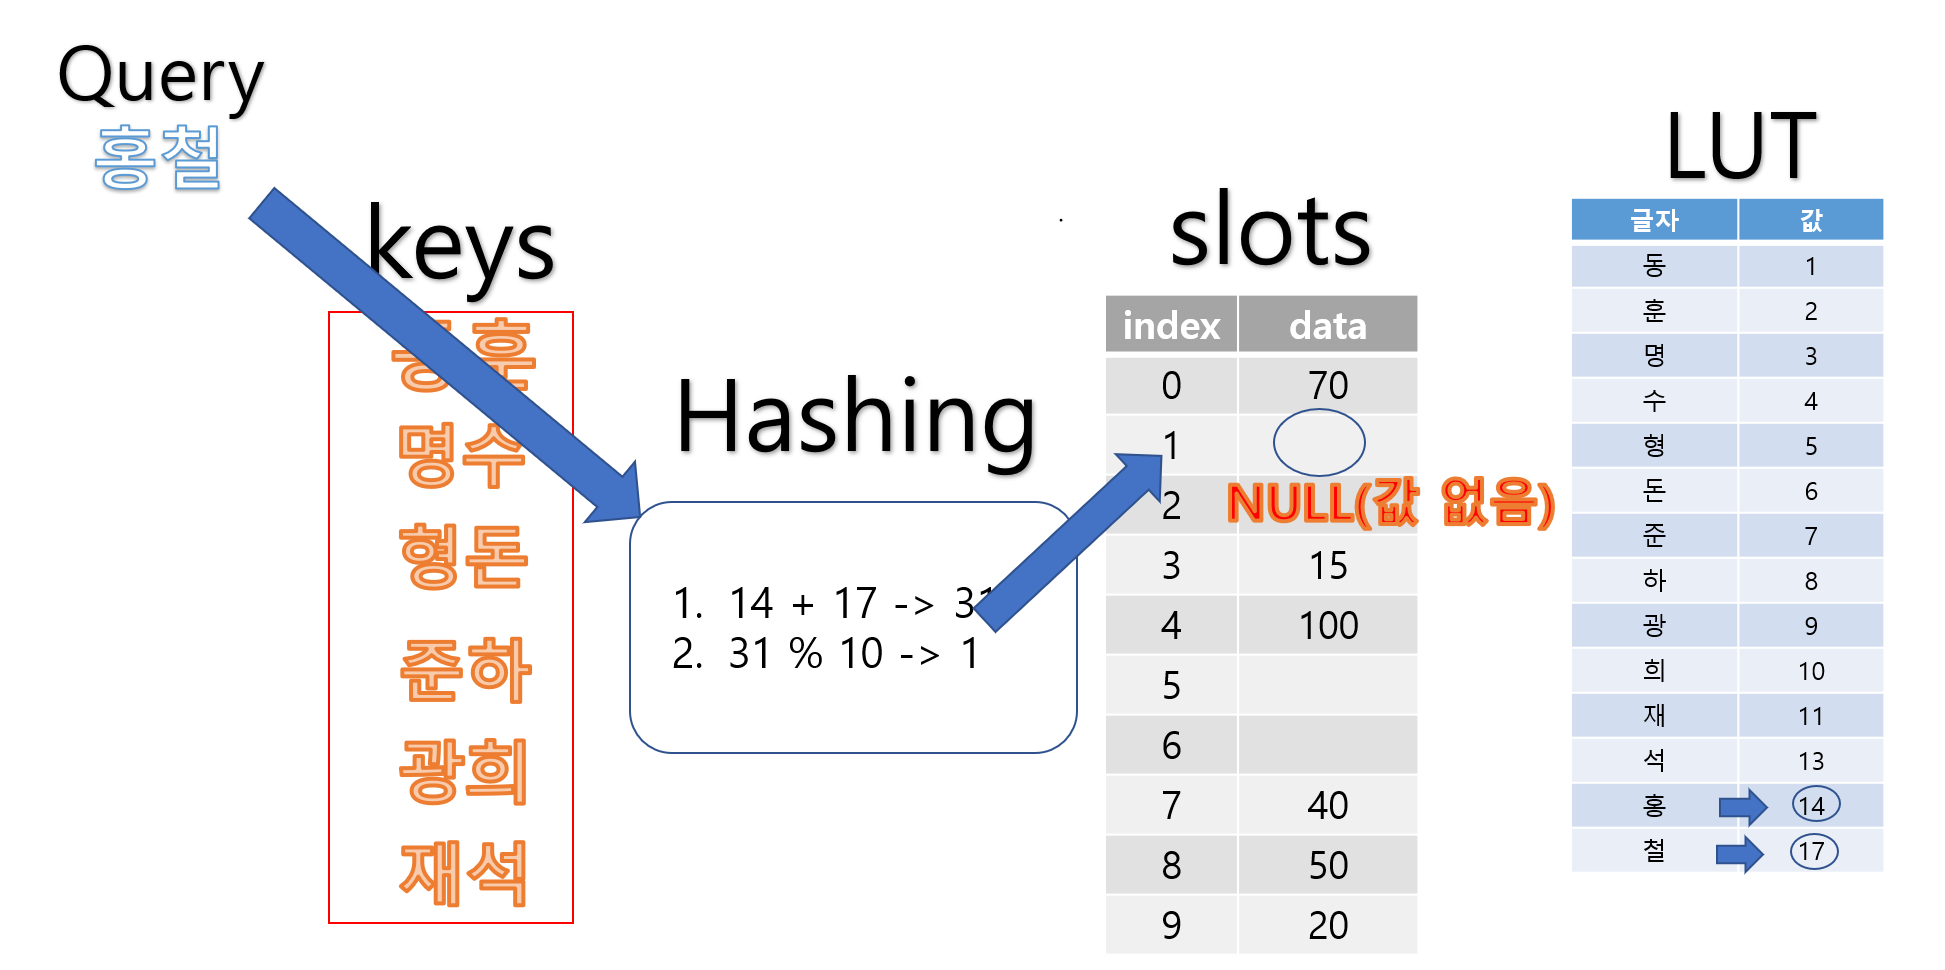 Query
홍철
keys
동훈
명수
형돈
준하
광희
재석
Hashing
1. 14 + 17 -> 31
2. 31 % 10 -> 1
slots
index data
0 70
1
NULL(값 없음)
2
3 15
4 100
5
6
7 40
8 50
9 20
LUT
글자 값
동 1
훈 2
명 3
수 4
형 5
돈 6
준 7
하 8
광 9
희 10
재 11
석 13
홍 14
철 17